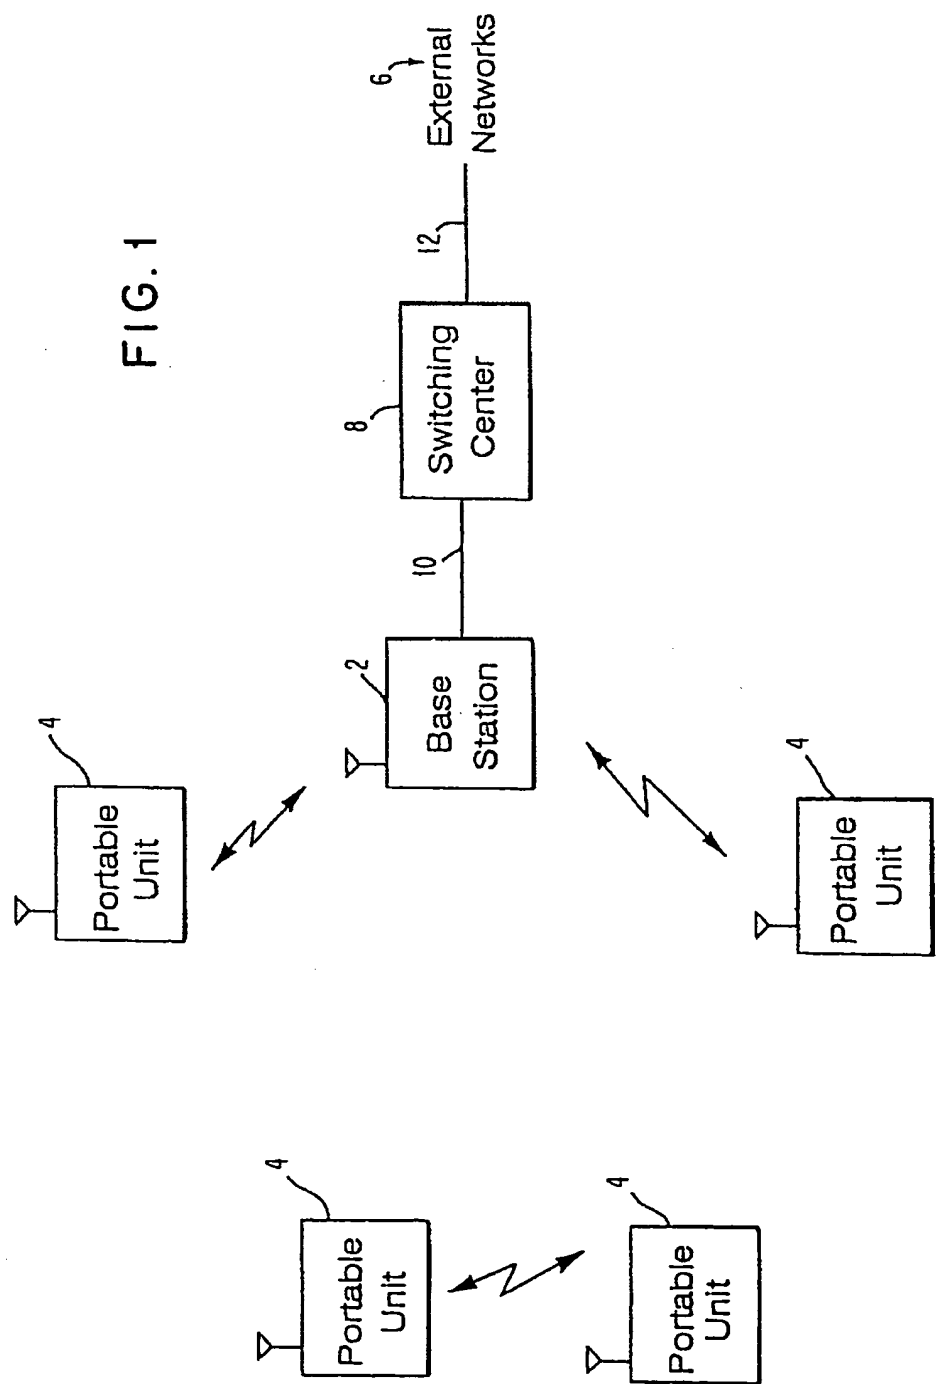 FIG. 1
4
Portable
Unit
4
Portable
Unit
2
Base
Station
10
8
Switching
Center
12
6
External
Networks
4
Portable
Unit
4
Portable
Unit